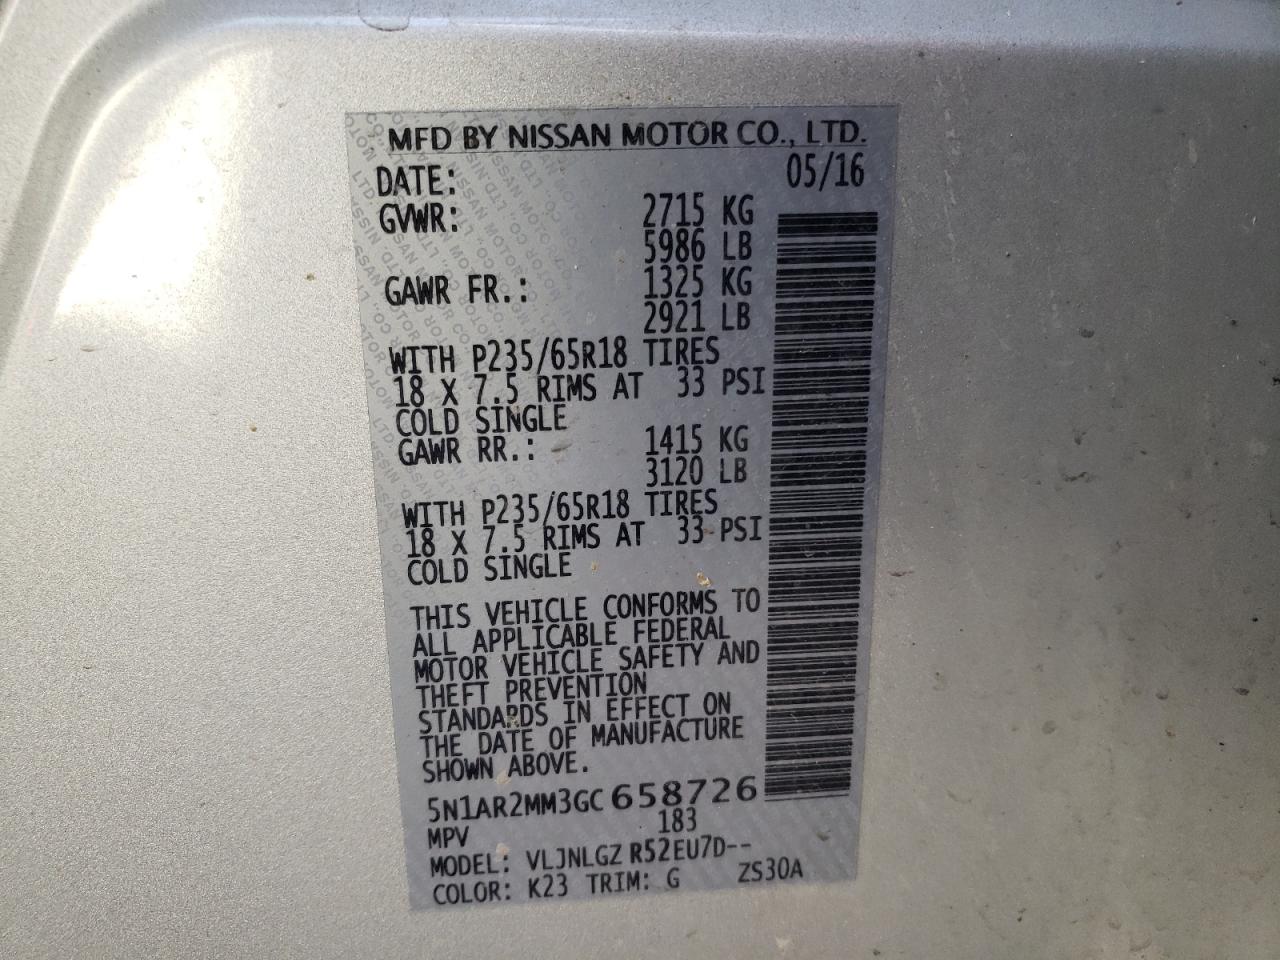 MFD BY NISSAN MOTOR CO., LTD.
DATE: 05/16
GVWR: 2715 KG
5986 LB
GAWR FR.: 1325 KG
2921 LB
WITH P235/65R18 TIRES
18 X 7.5 RIMS AT 33 PSI
COLD SINGLE
GAWR RR.: 1415 KG
3120 LB
WITH P235/65R18 TIRES
18 X 7.5 RIMS AT 33 PSI
COLD SINGLE
THIS VEHICLE CONFORMS TO
ALL APPLICABLE FEDERAL
MOTOR VEHICLE SAFETY AND
THEFT PREVENTION
STANDARDS IN EFFECT ON
THE DATE OF MANUFACTURE
SHOWN ABOVE.
5N1AR2MM3GC658726
MPV 183
MODEL: VLJNLGZ R52EU7D--
COLOR: K23 TRIM: G ZS30A